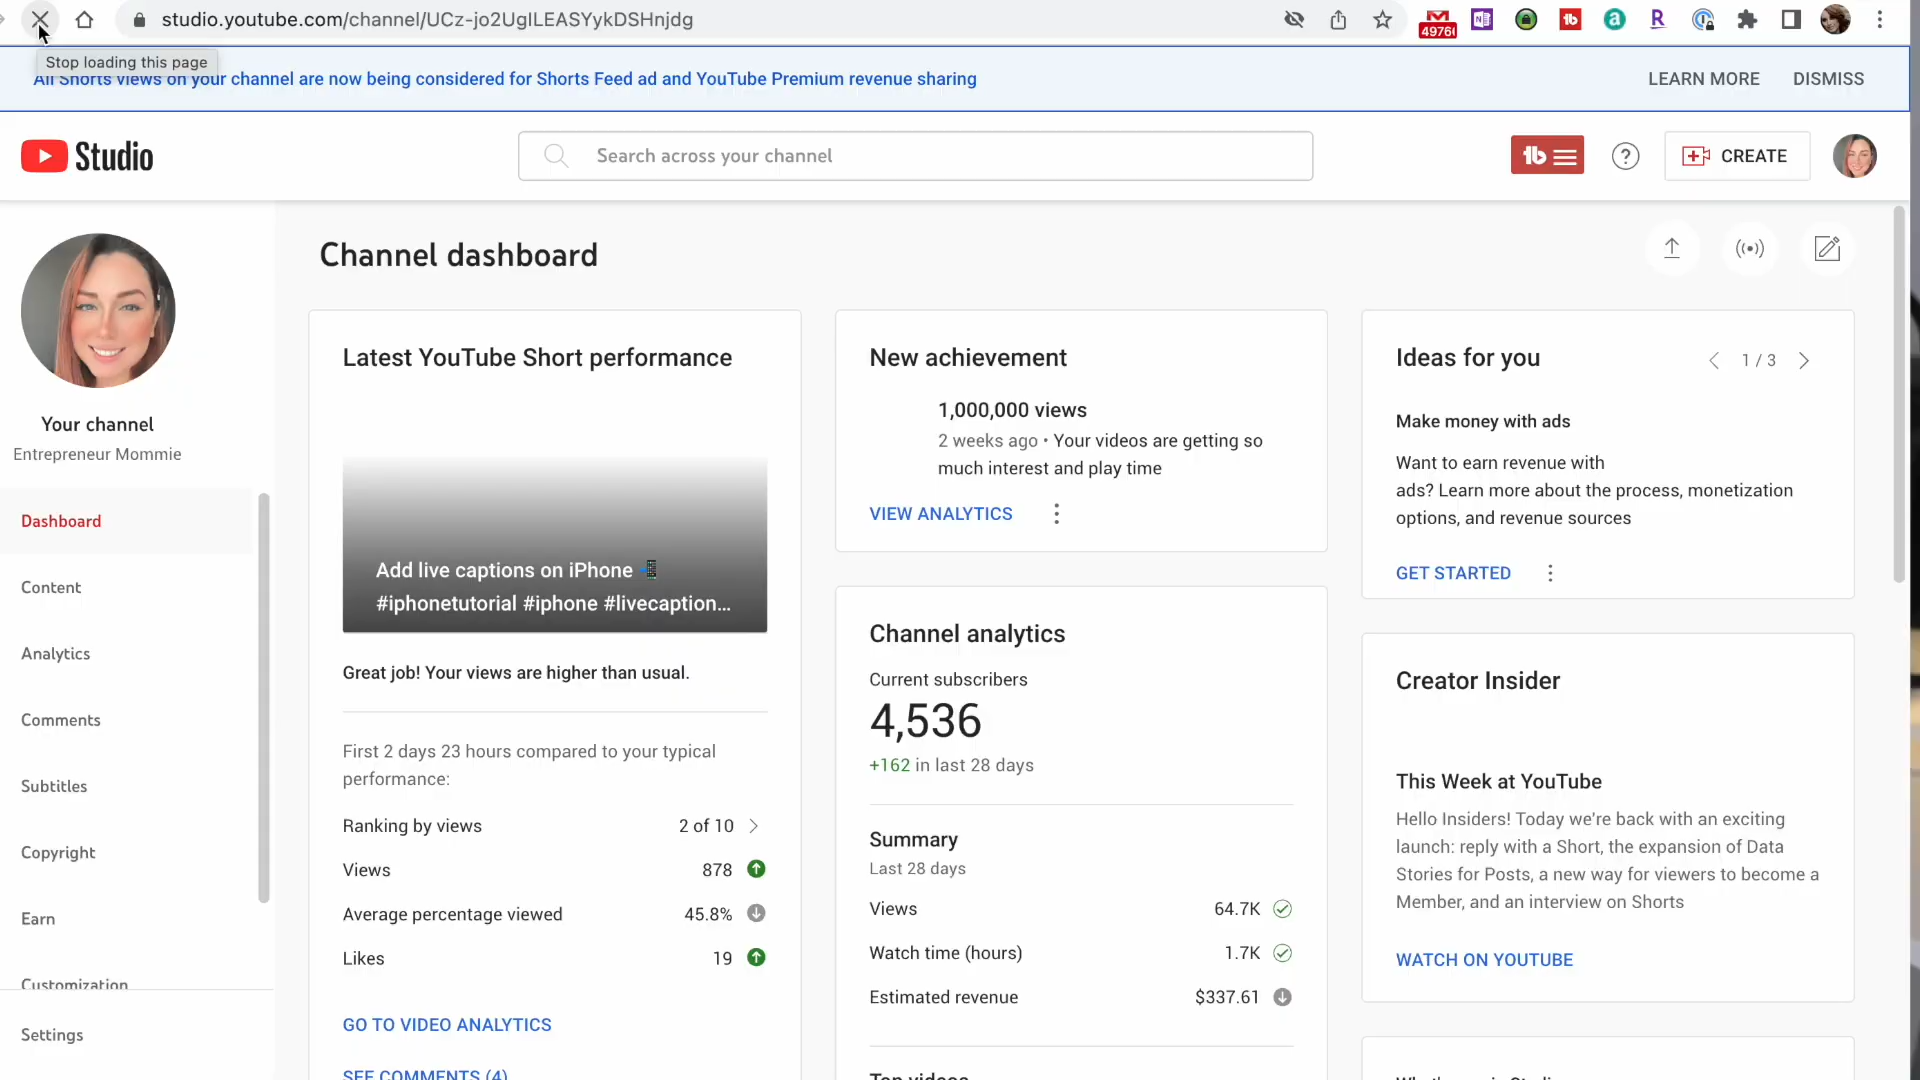 studio.youtube.com/channel/UCz-jo2UgILEASYykDSHnjdg
4976(
Stop loading this page
All Shorts views on your channel are now being considered for Shorts Feed ad and YouTube Premium revenue sharing
LEARN MORE
DISMISS
Studio
Search across your channel
CREATE
Your channel
Entrepreneur Mommie
Dashboard
Content
Analytics
Comments
Subtitles
Copyright
Earn
Customization
Settings
Channel dashboard
Latest YouTube Short performance
Add live captions on iPhone
#iphonetutorial #iphone #livecaption...
Great job! Your views are higher than usual.
First 2 days 23 hours compared to your typical
performance:
Ranking by views 2 of 10
Views 878
Average percentage viewed 45.8%
Likes 19
GO TO VIDEO ANALYTICS
SEE COMMENTS (4)
New achievement
1,000,000 views
2 weeks ago • Your videos are getting so
much interest and play time
VIEW ANALYTICS
Channel analytics
Current subscribers
4,536
+162 in last 28 days
Summary
Last 28 days
Views 64.7K
Watch time (hours) 1.7K
Estimated revenue $337.61
Top videos
Ideas for you
1 / 3
Make money with ads
Want to earn revenue with
ads? Learn more about the process, monetization
options, and revenue sources
GET STARTED
Creator Insider
This Week at YouTube
Hello Insiders! Today we're back with an exciting
launch: reply with a Short, the expansion of Data
Stories for Posts, a new way for viewers to become a
Member, and an interview on Shorts
WATCH ON YOUTUBE